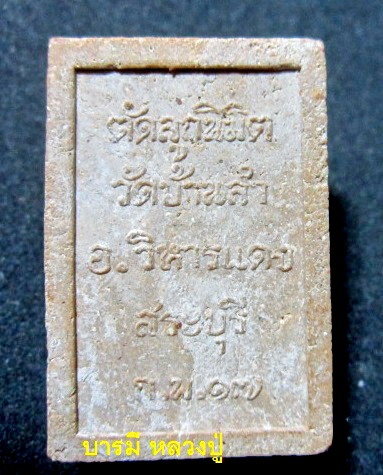 ตัดลูกนิมิต
วัดบ้านลำ
อ.วิหารแดง
สระบุรี
ก.พ.๑๗
บารมี หลวงปู่